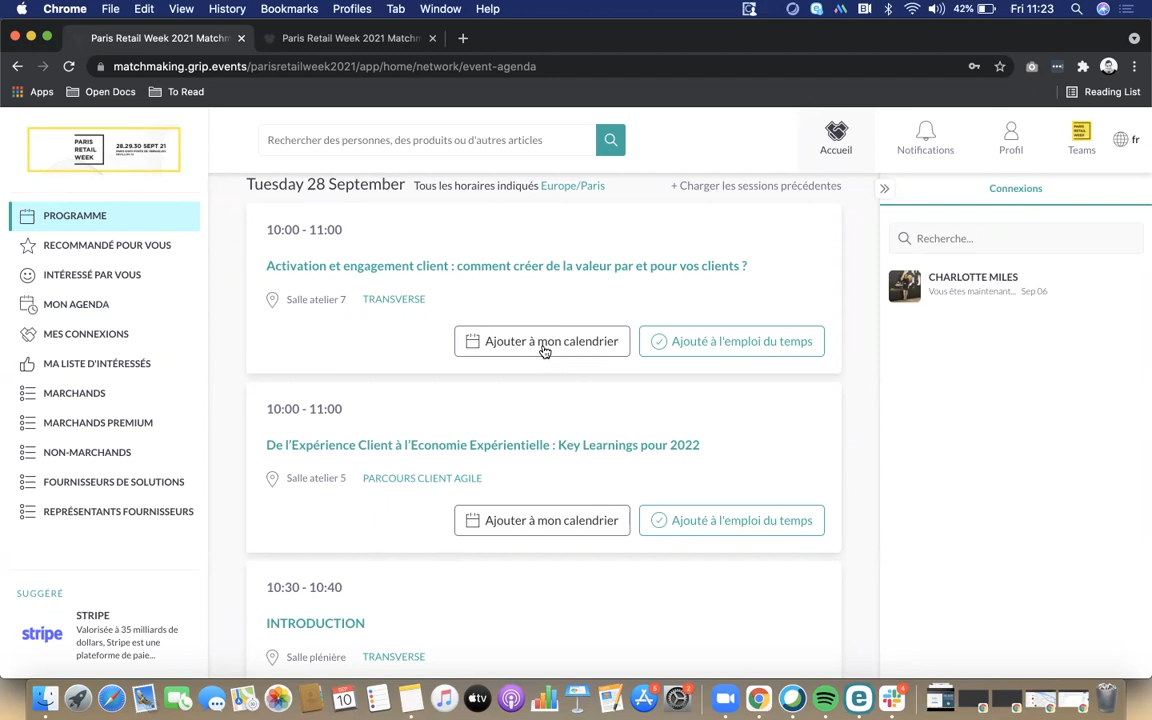 Chrome File Edit View History Bookmarks Profiles Tab Window Help 42% Fri 11:23
Paris Retail Week 2021 Matchm Paris Retail Week 2021 Matchm
matchmaking.grip.events/parisretailweek2021/app/home/network/event-agenda
Apps Open Docs To Read Reading List
PARIS
RETAIL
WEEK
28.29.30 SEPT 21
Rechercher des personnes, des produits ou d'autres articles
Accueil Notifications Profil Teams fr
PROGRAMME
RECOMMANDÉ POUR VOUS
INTÉRESSÉ PAR VOUS
MON AGENDA
MES CONNEXIONS
MA LISTE D'INTÉRESSÉS
MARCHANDS
MARCHANDS PREMIUM
NON-MARCHANDS
FOURNISSEURS DE SOLUTIONS
REPRÉSENTANTS FOURNISSEURS
SUGGÉRÉ
stripe
STRIPE
Valorisée à 35 milliards de
dollars, Stripe est une
plateforme de paie...
Tuesday 28 September Tous les horaires indiqués Europe/Paris + Charger les sessions précédentes
10:00 - 11:00
Activation et engagement client : comment créer de la valeur par et pour vos clients ?
Salle atelier 7 TRANSVERSE
Ajouter à mon calendrier Ajouté à l'emploi du temps
10:00 - 11:00
De l'Expérience Client à l'Economie Expérientielle : Key Learnings pour 2022
Salle atelier 5 PARCOURS CLIENT AGILE
Ajouter à mon calendrier Ajouté à l'emploi du temps
10:30 - 10:40
INTRODUCTION
Salle plénière TRANSVERSE
Connexions
Recherche...
CHARLOTTE MILES
Vous êtes maintenant... Sep 06